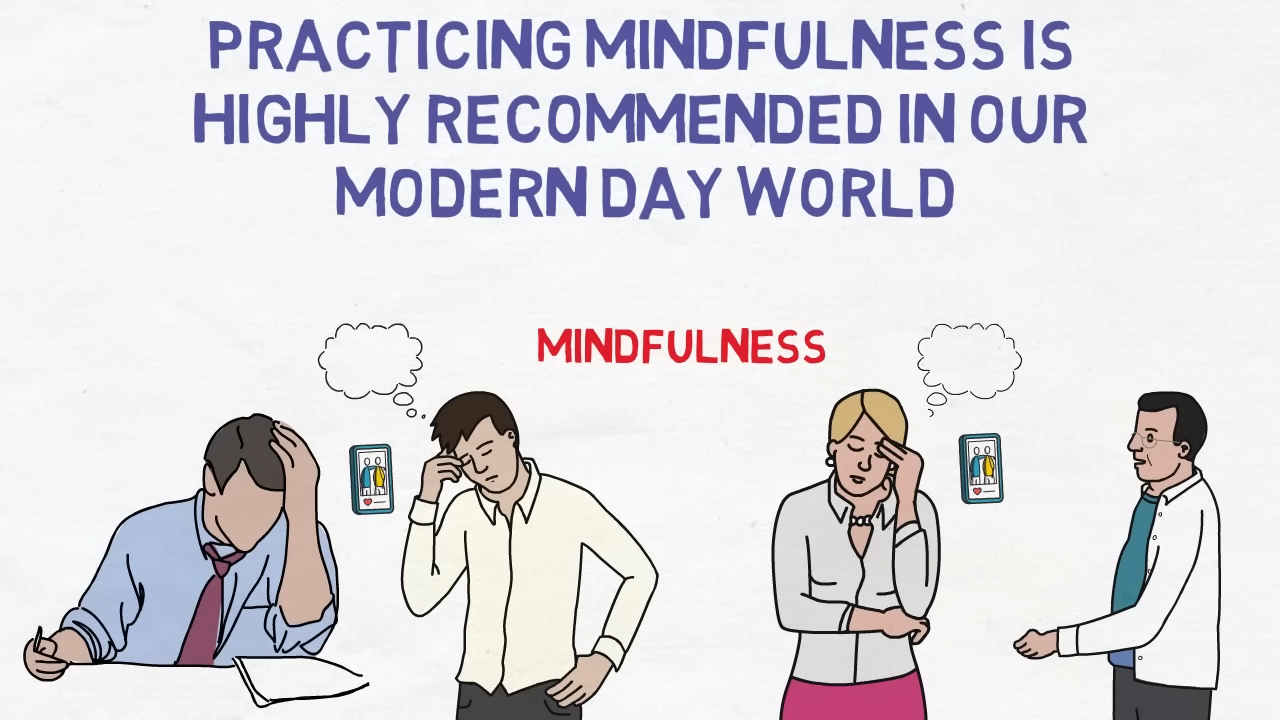 PRACTICING MINDFULNESS IS
HIGHLY RECOMMENDED IN OUR
MODERN DAY WORLD
MINDFULNESS